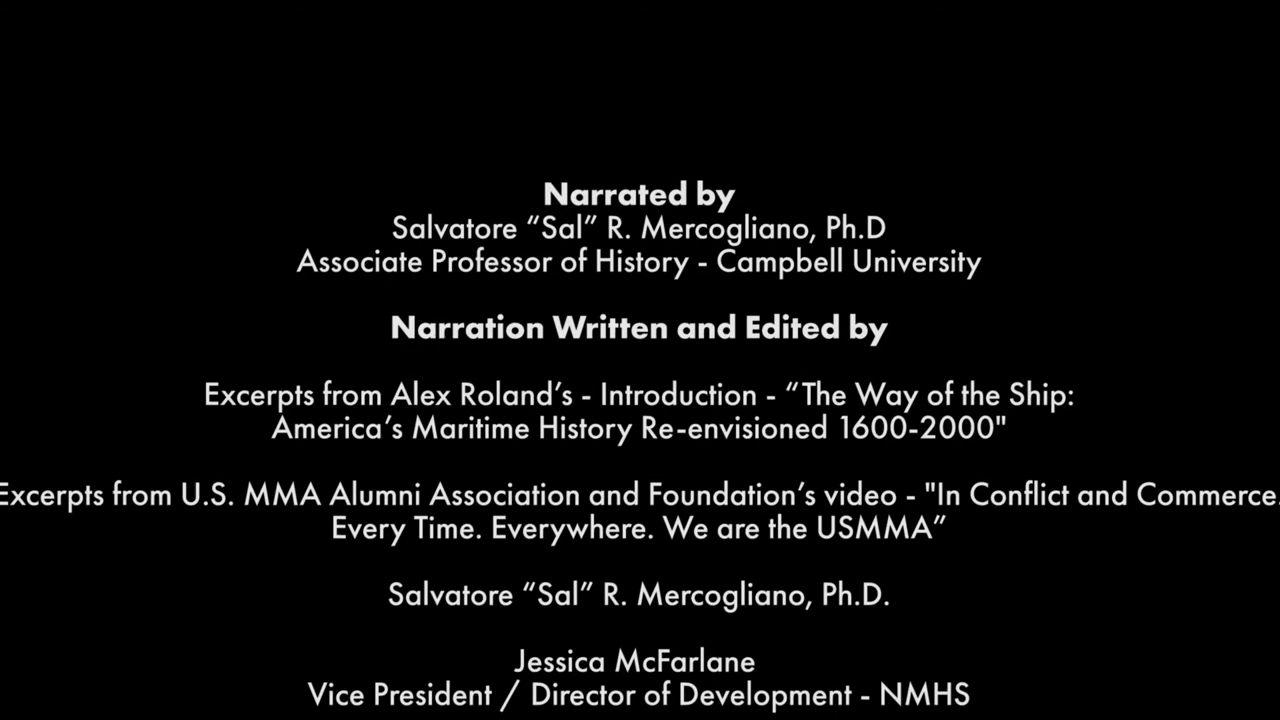 Narrated by
Salvatore “Sal” R. Mercogliano, Ph.D
Associate Professor of History - Campbell University
Narration Written and Edited by
Excerpts from Alex Roland’s - Introduction - “The Way of the Ship:
America’s Maritime History Re-envisioned 1600-2000"
Excerpts from U.S. MMA Alumni Association and Foundation’s video - "In Conflict and Commerce.
Every Time. Everywhere. We are the USMMA”
Salvatore “Sal” R. Mercogliano, Ph.D.
Jessica McFarlane
Vice President / Director of Development - NMHS